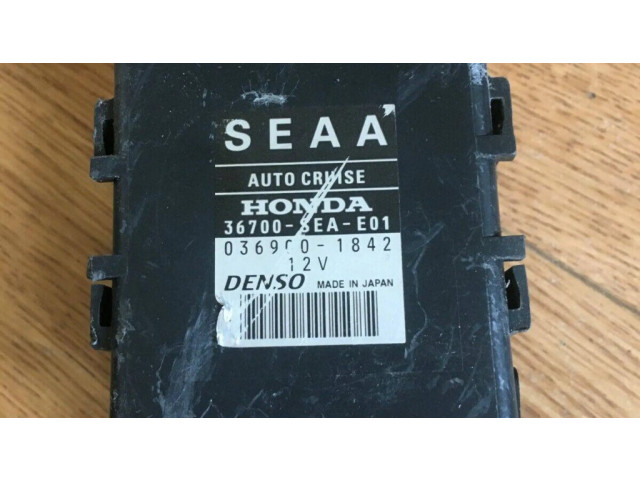 SEAA
AUTO CRUISE
HONDA
36700-SEA-E01
036900-1842
12V
DENSO MADE IN JAPAN